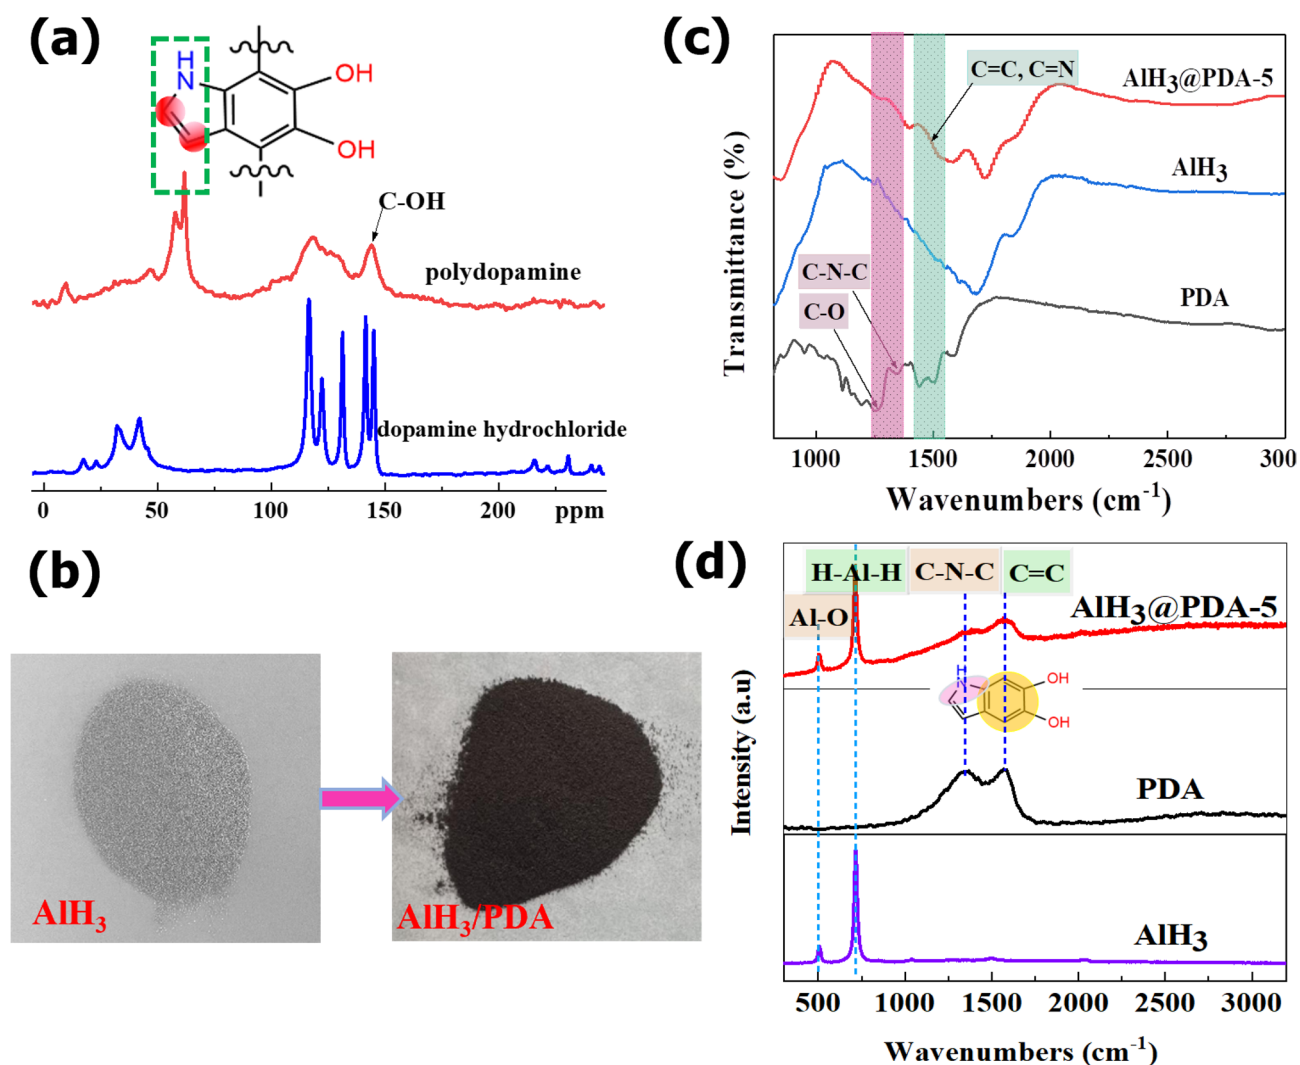 (a)
H
N
OH
OH
C-OH
polydopamine
dopamine hydrochloride
0 50 100 150 200 ppm
(b)
AlH3
AlH3/PDA
(c)
C=C, C=N
AlH3@PDA-5
AlH3
C-N-C
C-O
PDA
Transmittance (%)
1000 1500 2000 2500 300
Wavenumbers (cm-1)
(d)
H-Al-H C-N-C C=C
Al-O
AlH3@PDA-5
H
N
OH
OH
PDA
AlH3
Intensity (a.u)
500 1000 1500 2000 2500 3000
Wavenumbers (cm-1)